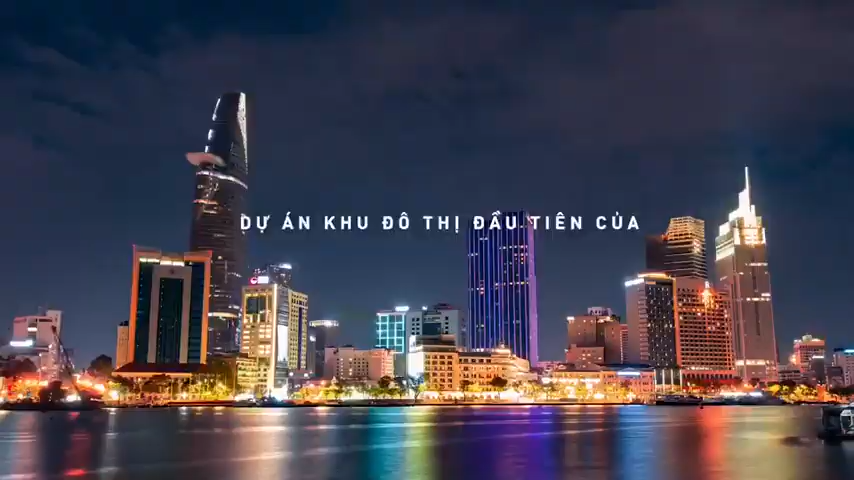 DỰ ÁN KHU ĐÔ THỊ ĐẦU TIÊN CỦA